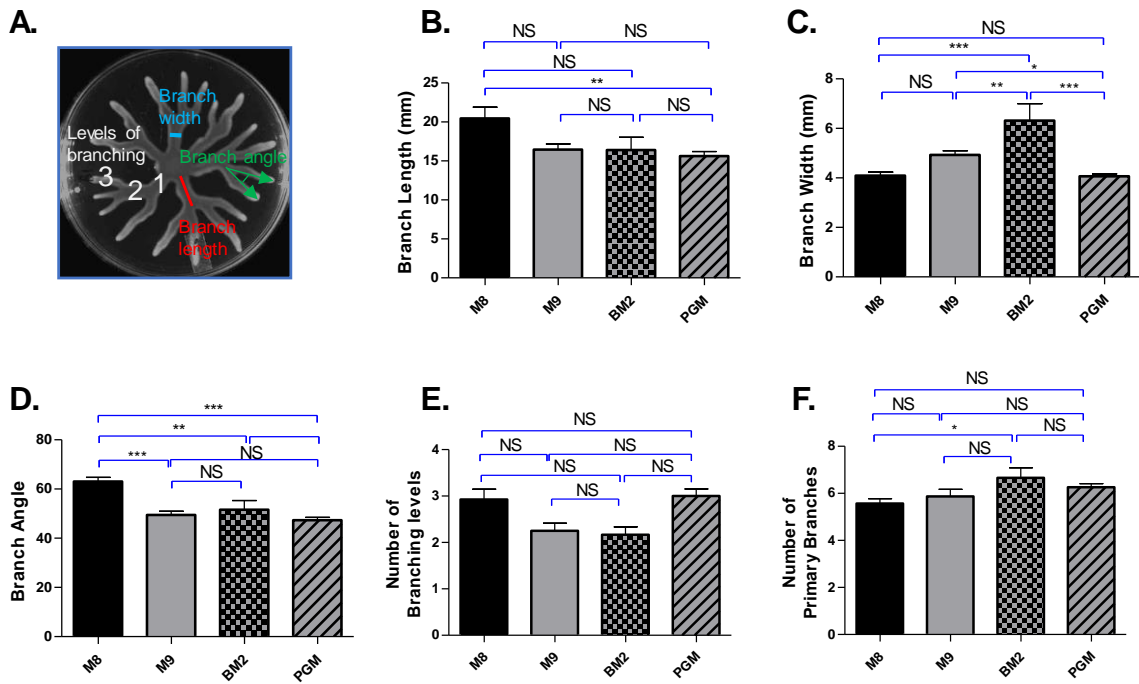 A.
Branch
width
Levels of
branching
Branch angle
3
2
1
Branch
length
B.
NS
NS
NS
**
NS
NS
Branch Length (mm)
25
20
15
10
5
0
M8
M9
BM2
PGM
C.
NS
***
*
NS
**
***
Branch Width (mm)
8
6
4
2
0
M8
M9
BM2
PGM
D.
***
**
***
NS
NS
Branch Angle
80
60
40
20
0
M8
M9
BM2
PGM
E.
NS
NS
NS
NS
NS
NS
Number of
Branching levels
4
3
2
1
0
M8
M9
BM2
PGM
F.
NS
NS
NS
*
NS
NS
Number of
Primary Branches
8
6
4
2
0
M8
M9
BM2
PGM